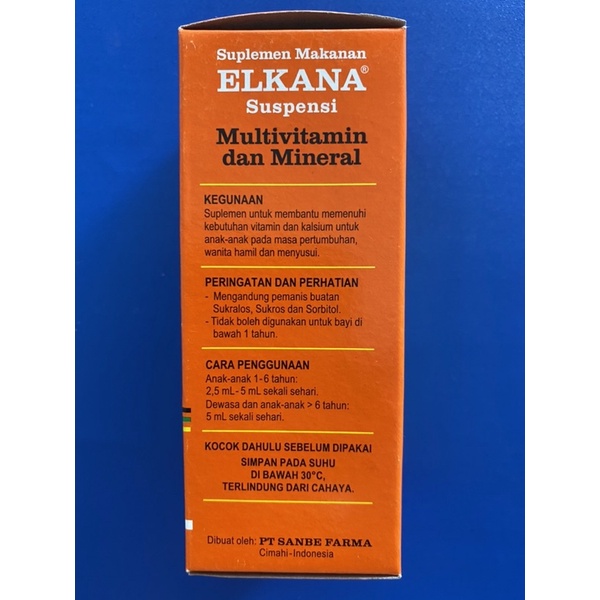 Suplemen Makanan
ELKANA®
Suspensi
Multivitamin
dan Mineral
KEGUNAAN
Suplemen untuk membantu memenuhi
kebutuhan vitamin dan kalsium untuk
anak-anak pada masa pertumbuhan,
wanita hamil dan menyusui.
PERINGATAN DAN PERHATIAN
- Mengandung pemanis buatan
Sukralos, Sukros dan Sorbitol.
- Tidak boleh digunakan untuk bayi di
bawah 1 tahun.
CARA PENGGUNAAN
Anak-anak 1-6 tahun:
2,5 mL- 5 mL sekali sehari.
Dewasa dan anak-anak > 6 tahun:
5 mL sekali sehari.
KOCOK DAHULU SEBELUM DIPAKAI
SIMPAN PADA SUHU
DI BAWAH 30°C,
TERLINDUNG DARI CAHAYA.
Dibuat oleh: PT SANBE FARMA
Cimahi-Indonesia